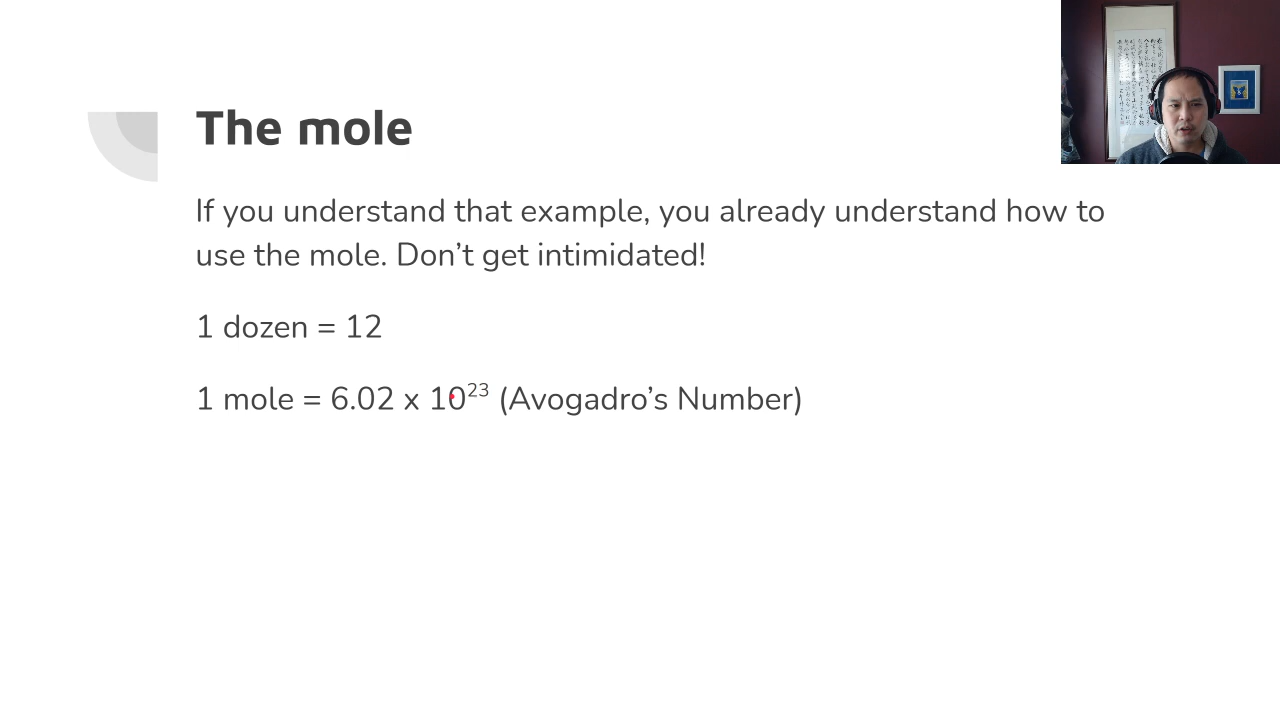 The mole
If you understand that example, you already understand how to
use the mole. Don’t get intimidated!
1 dozen = 12
1 mole = 6.02 x 10²³ (Avogadro’s Number)